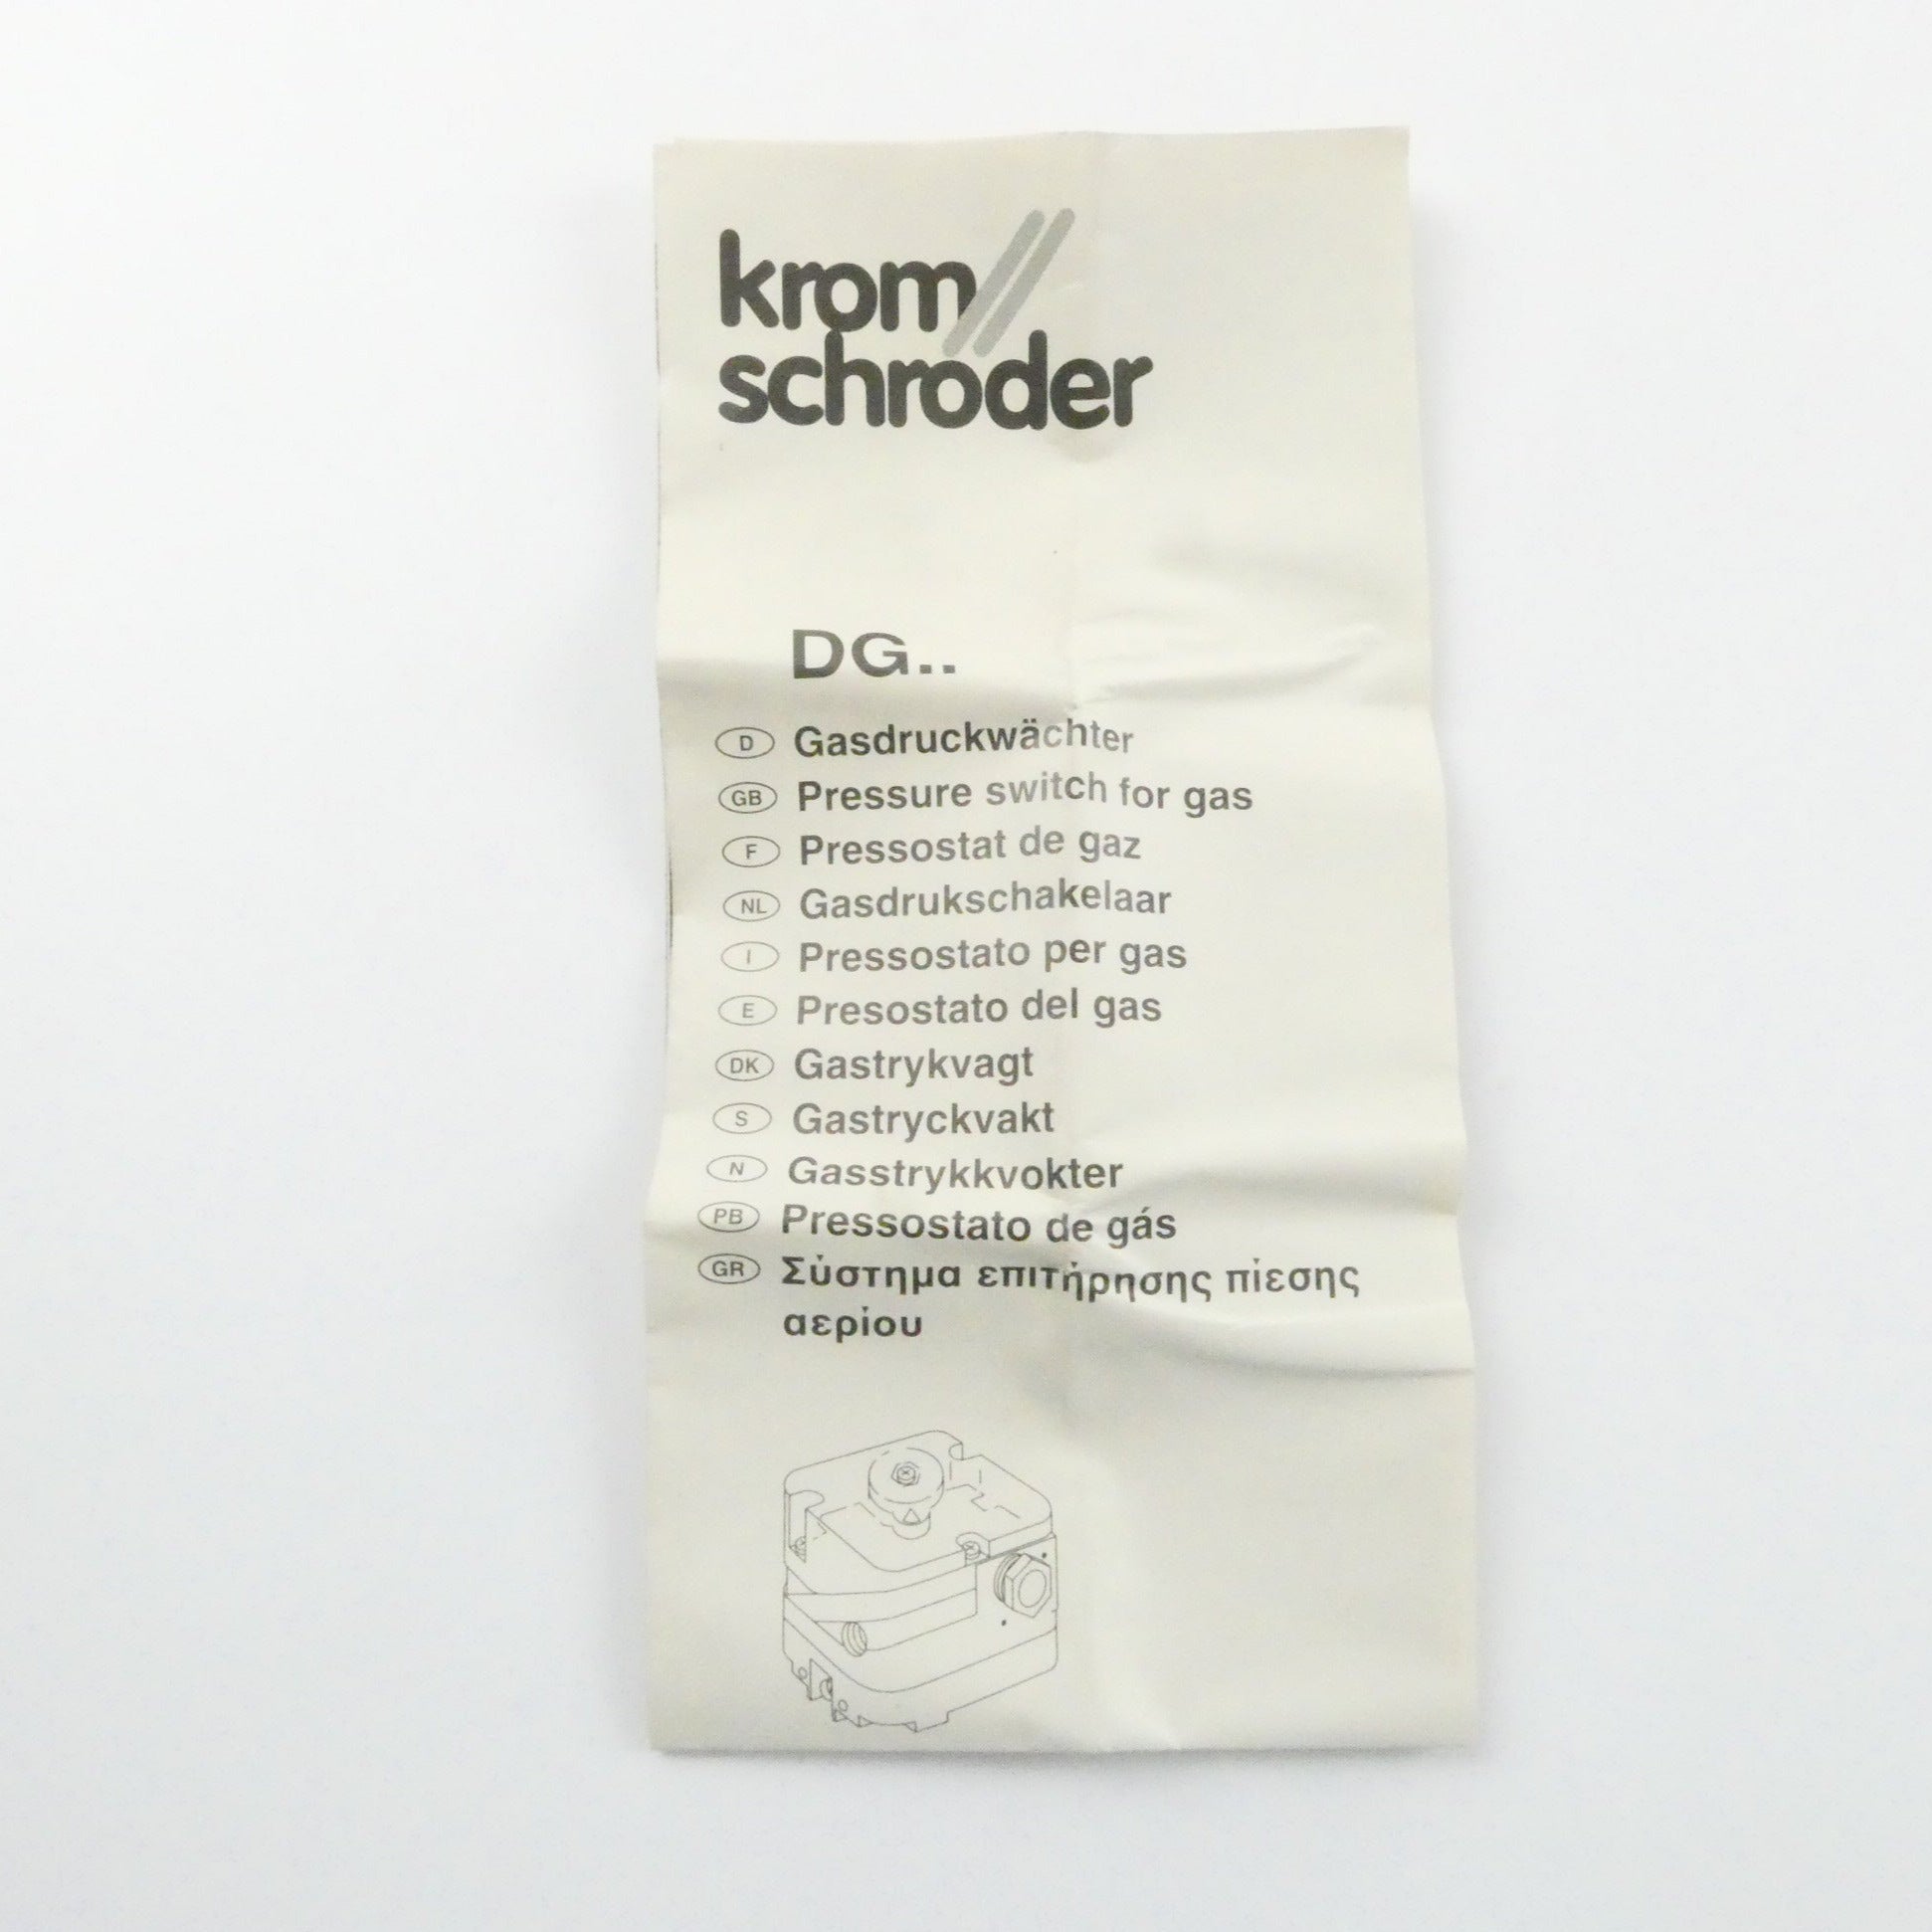 krom
schroder
DG..
D Gasdruckwächter
GB Pressure switch for gas
F Pressostat de gaz
NL Gasdrukschakelaar
I Pressostato per gas
E Presostato del gas
DK Gastrykvagt
S Gastryckvakt
N Gasstrykkvokter
PB Pressostato de gás
GR Σύστημα επιτήρησης πίεσης
αερίου